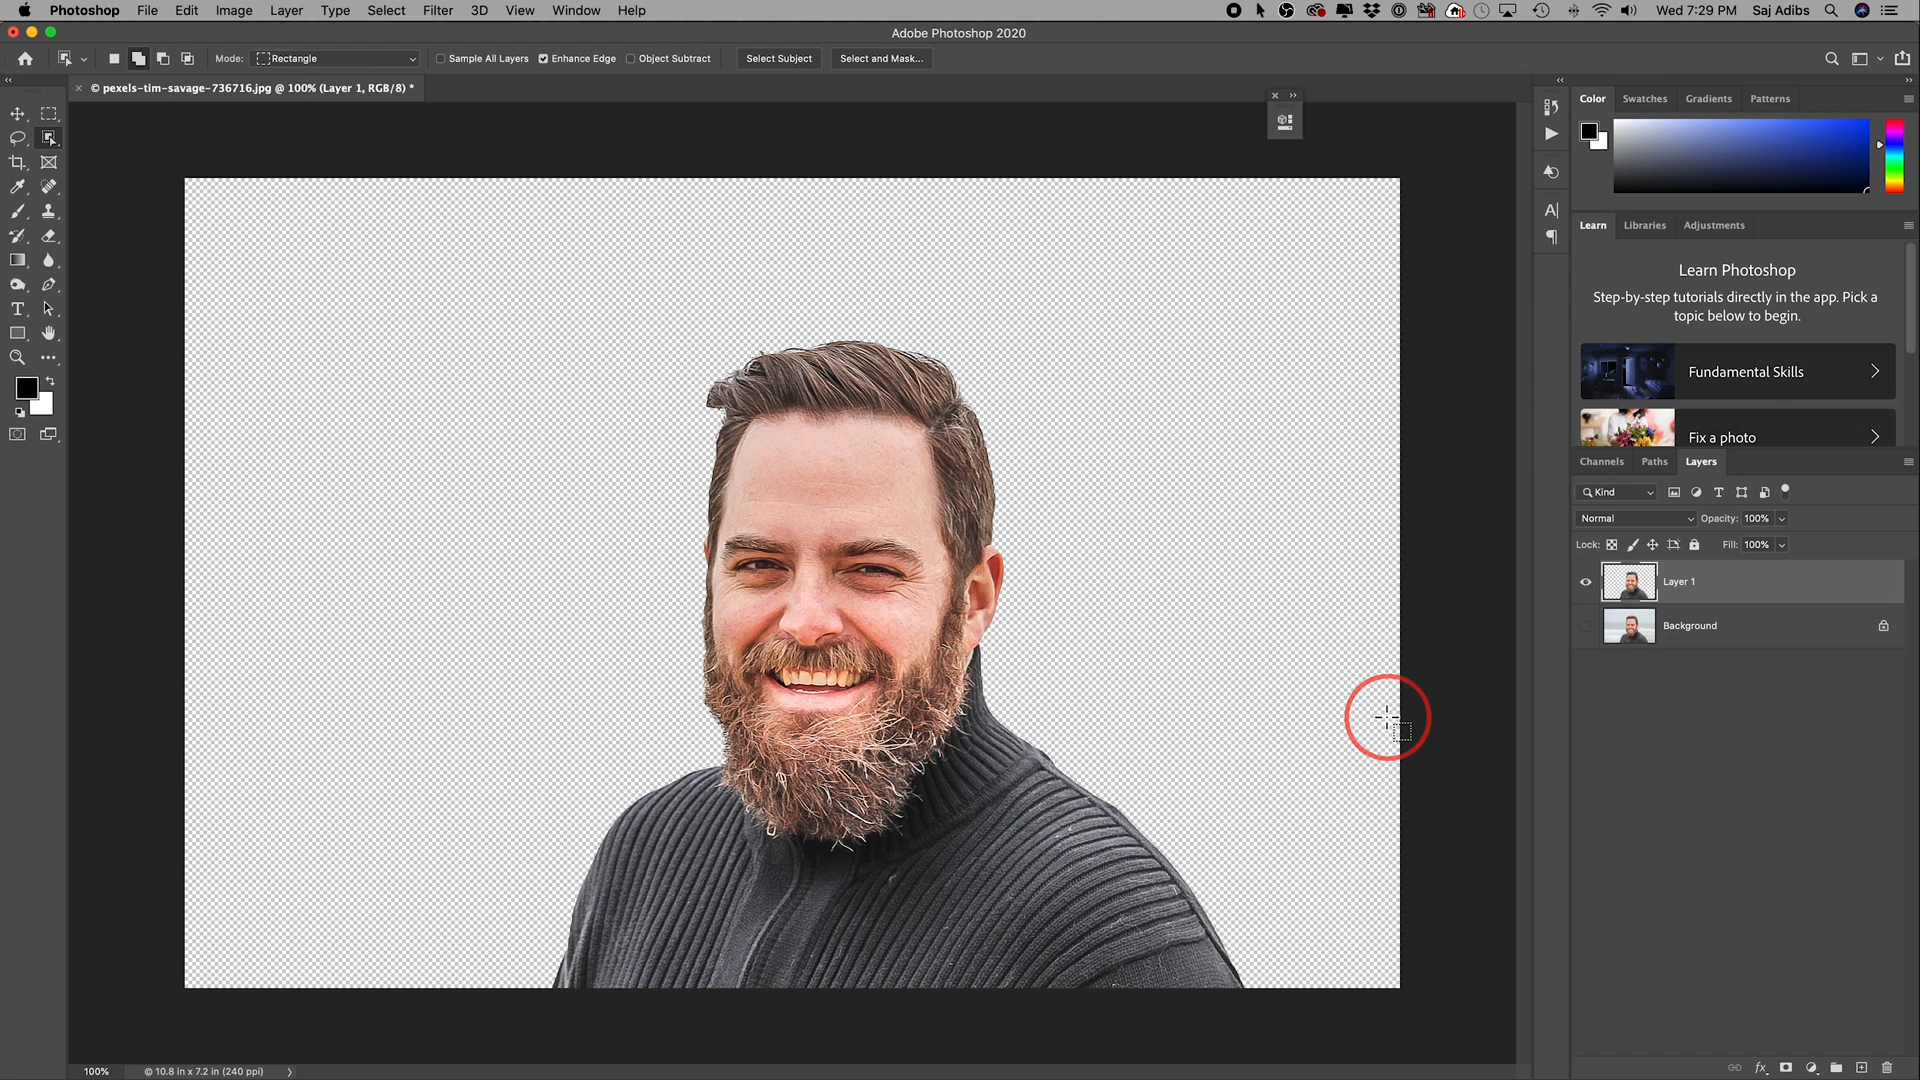 Photoshop File Edit Image Layer Type Select Filter 3D View Window Help Wed 7:29 PM Saj Adibs
Adobe Photoshop 2020
Mode: Rectangle Sample All Layers Enhance Edge Object Subtract Select Subject Select and Mask...
× © pexels-tim-savage-736716.jpg @ 100% (Layer 1, RGB/8) *
Color Swatches Gradients Patterns
Learn Libraries Adjustments
Learn Photoshop
Step-by-step tutorials directly in the app. Pick a
topic below to begin.
Fundamental Skills
Fix a photo
Channels Paths Layers
Kind
Normal Opacity: 100%
Lock: Fill: 100%
Layer 1
Background
100% © 10.8 in x 7.2 in (240 ppi)
fx